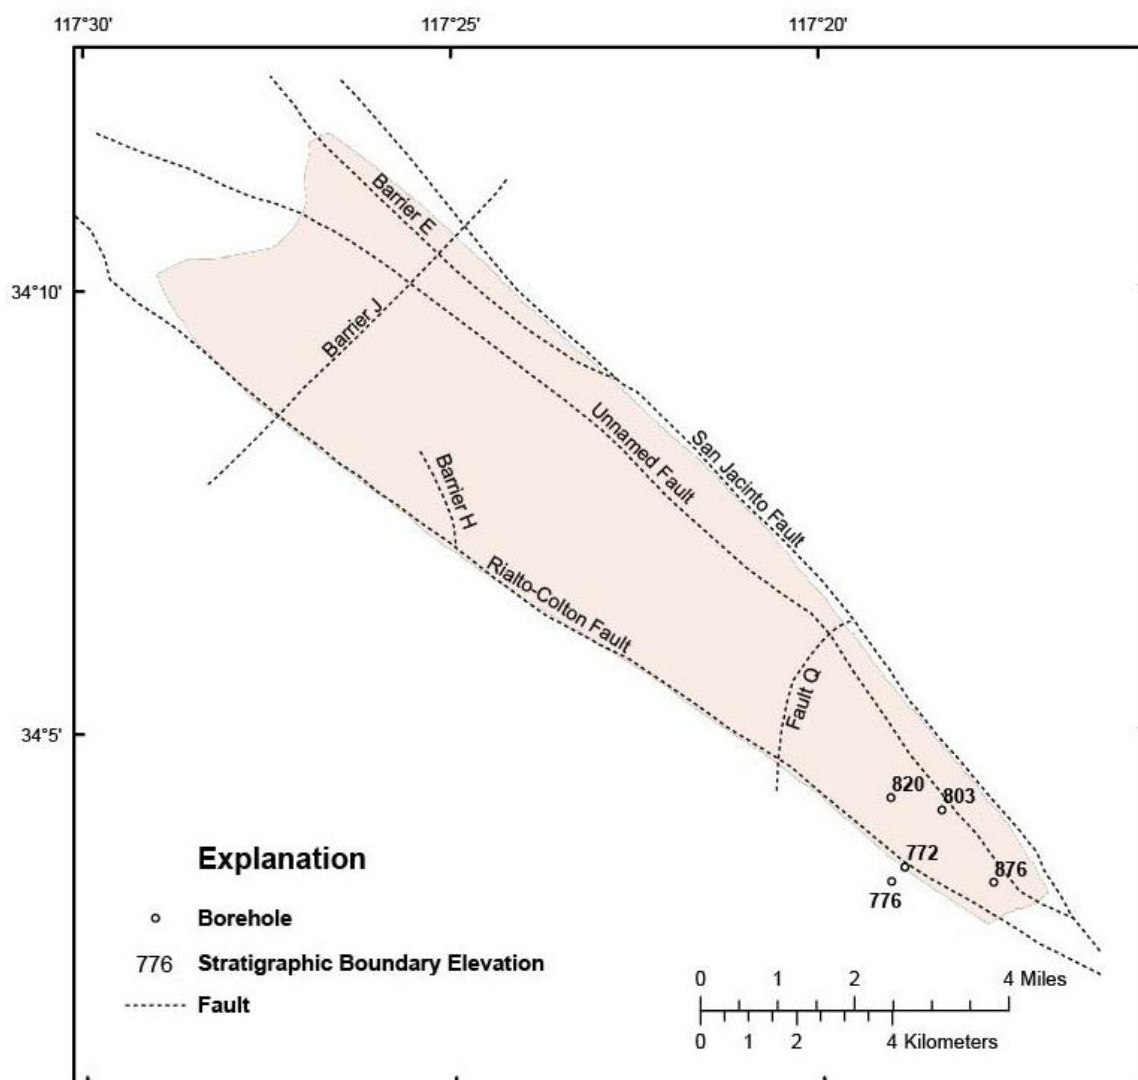 117°30'
117°25'
117°20'
Barrier E
34°10'
Barrier J
Unnamed Fault
San Jacinto Fault
Barrier H
Rialto-Colton Fault
Fault Q
34°5'
820
803
772
876
776
Explanation
Borehole
776 Stratigraphic Boundary Elevation
Fault
0 1 2 4 Miles
0 1 2 4 Kilometers